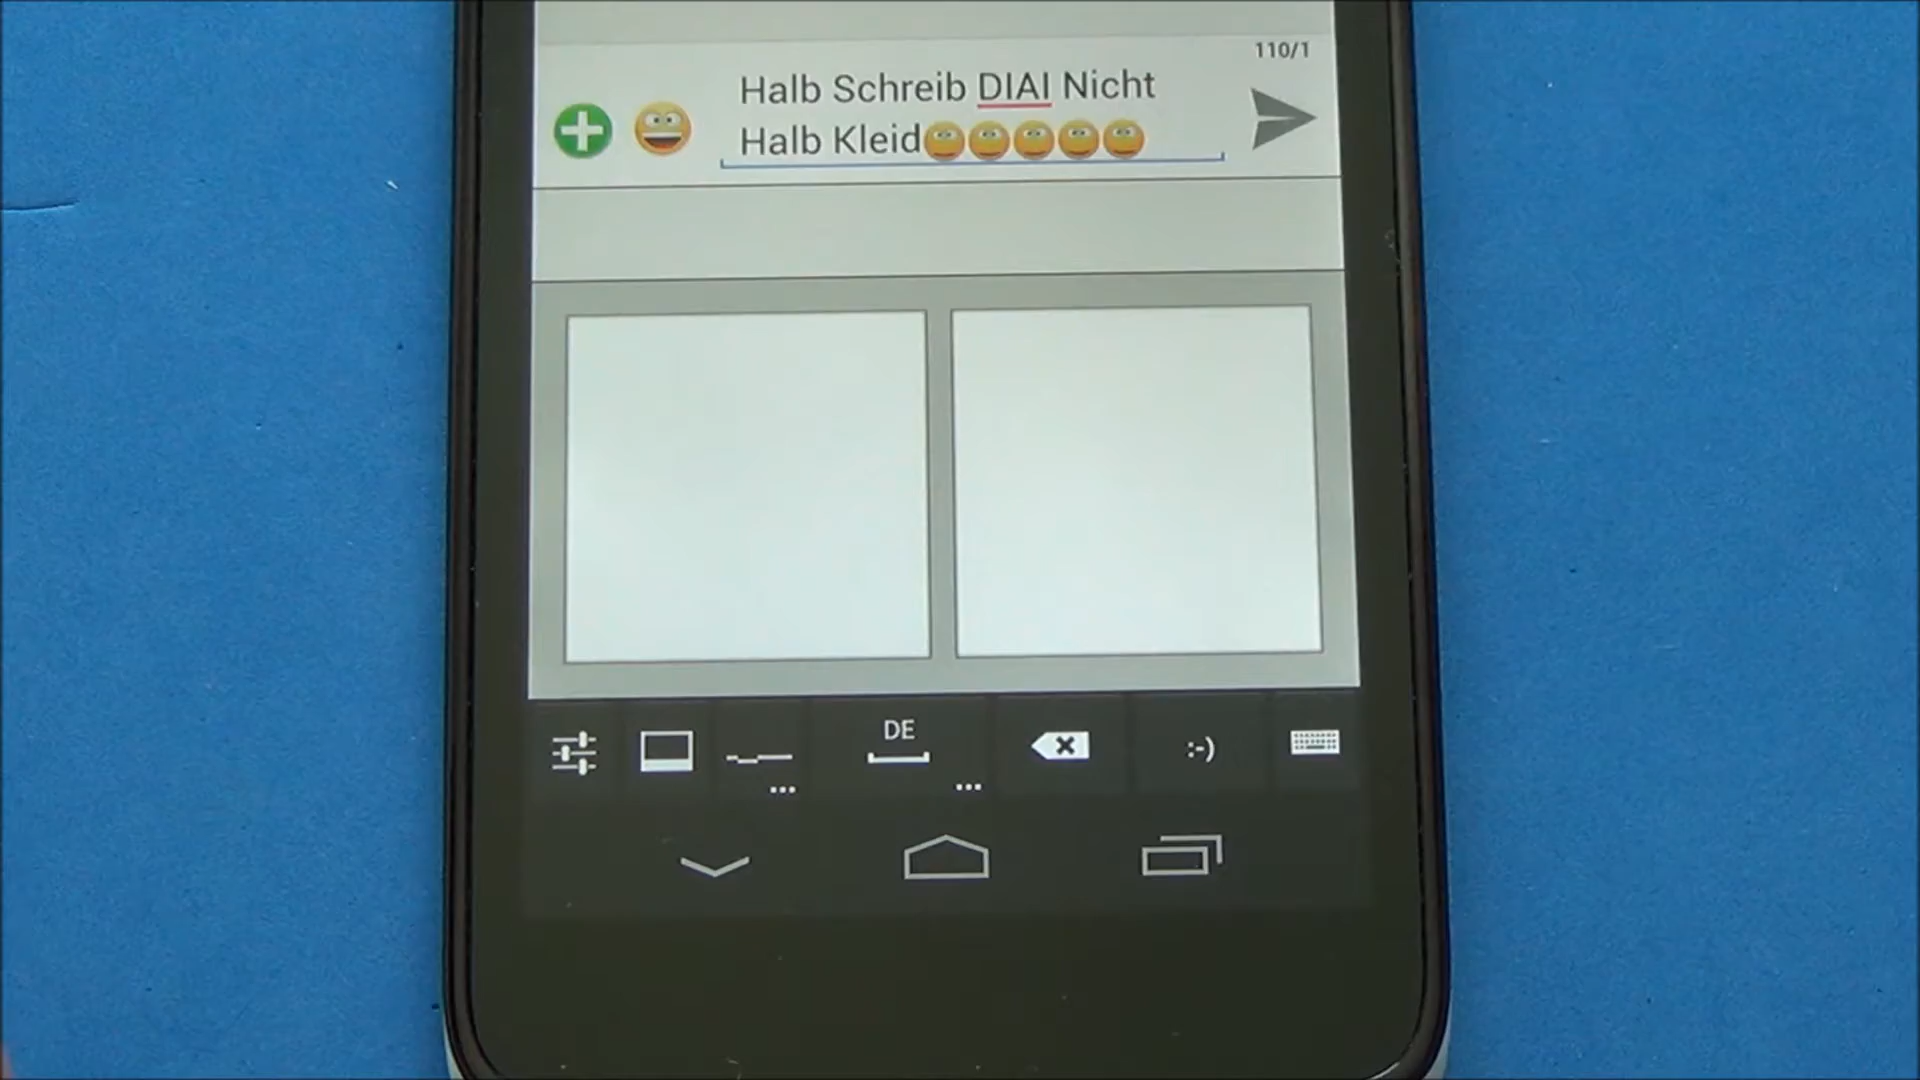 110/1
Halb Schreib DIAI Nicht
Halb Kleid
DE
:-)